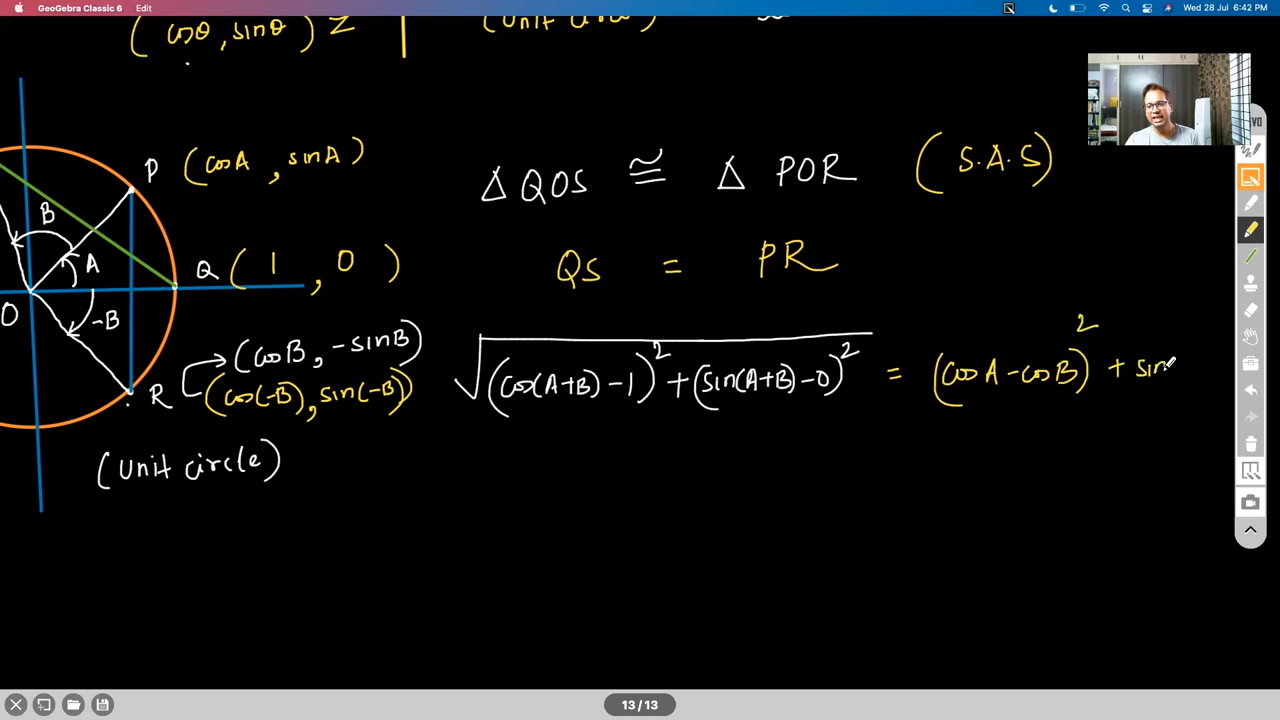 GeoGebra Classic 6 Edit Wed 28 Jul 6:42 PM
(cosθ, sinθ)
P (cosA, sinA)
ΔQOS ≅ Δ POR (S.A.S)
B
A
Q (1, 0)
QS = PR
O
-B
(cosB, -sinB)
R (cos(-B), sin(-B))
√(cos(A+B)-1)² + (sin(A+B)-0)² = (cosA - cosB)² + sin
(unit circle)
13/13